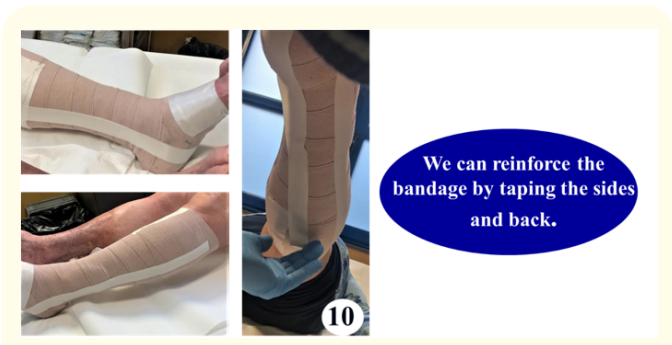 We can reinforce the
bandage by taping the sides
and back.
10